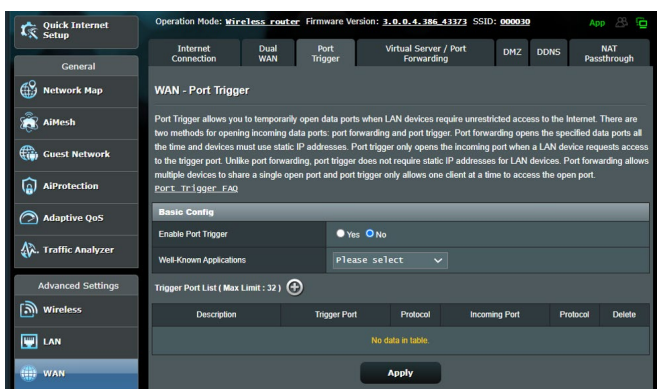 Quick Internet
Setup
Operation Mode: Wireless router Firmware Version: 3.0.0.4.386_43373 SSID: 000030
App
General
Network Map
AiMesh
Guest Network
AiProtection
Adaptive QoS
Traffic Analyzer
Advanced Settings
Wireless
LAN
WAN
Internet
Connection
Dual
WAN
Port
Trigger
Virtual Server / Port
Forwarding
DMZ
DDNS
NAT
Passthrough
WAN - Port Trigger
Port Trigger allows you to temporarily open data ports when LAN devices require unrestricted access to the Internet. There are
two methods for opening incoming data ports: port forwarding and port trigger. Port forwarding opens the specified data ports all
the time and devices must use static IP addresses. Port trigger only opens the incoming port when a LAN device requests access
to the trigger port. Unlike port forwarding, port trigger does not require static IP addresses for LAN devices. Port forwarding allows
multiple devices to share a single open port and port trigger only allows one client at a time to access the open port.
Port Trigger FAQ
Basic Config
Enable Port Trigger
Yes No
Well-Known Applications
Please select
Trigger Port List ( Max Limit : 32 )
Description Trigger Port Protocol Incoming Port Protocol Delete
No data in table.
Apply